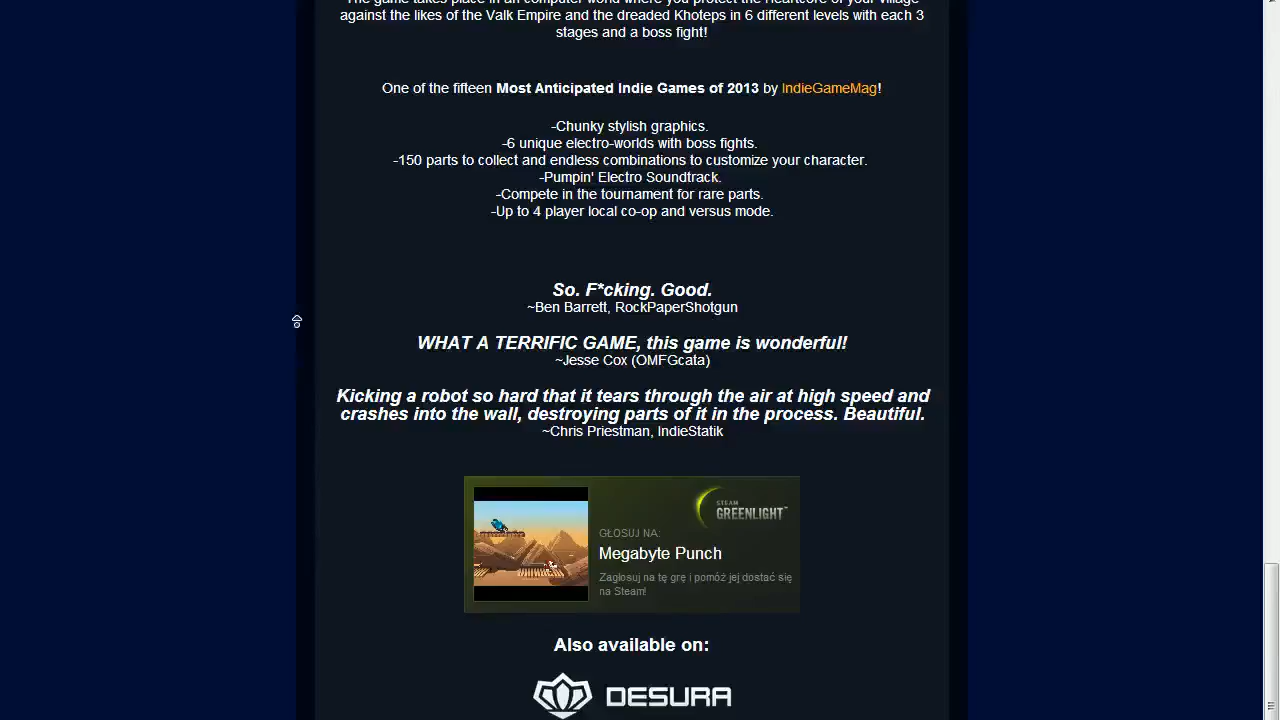 The game takes place in an computer world where you protect the Heartcore of your village
against the likes of the Valk Empire and the dreaded Khoteps in 6 different levels with each 3
stages and a boss fight!
One of the fifteen Most Anticipated Indie Games of 2013 by IndieGameMag!
-Chunky stylish graphics.
-6 unique electro-worlds with boss fights.
-150 parts to collect and endless combinations to customize your character.
-Pumpin' Electro Soundtrack.
-Compete in the tournament for rare parts.
-Up to 4 player local co-op and versus mode.
So. F*cking. Good.
~Ben Barrett, RockPaperShotgun
WHAT A TERRIFIC GAME, this game is wonderful!
~Jesse Cox (OMFGcata)
Kicking a robot so hard that it tears through the air at high speed and
crashes into the wall, destroying parts of it in the process. Beautiful.
~Chris Priestman, IndieStatik
STEAM
GREENLIGHT™
GŁOSUJ NA:
Megabyte Punch
Zagłosuj na tę grę i pomóż jej dostać się
na Steam!
Also available on:
DESURA